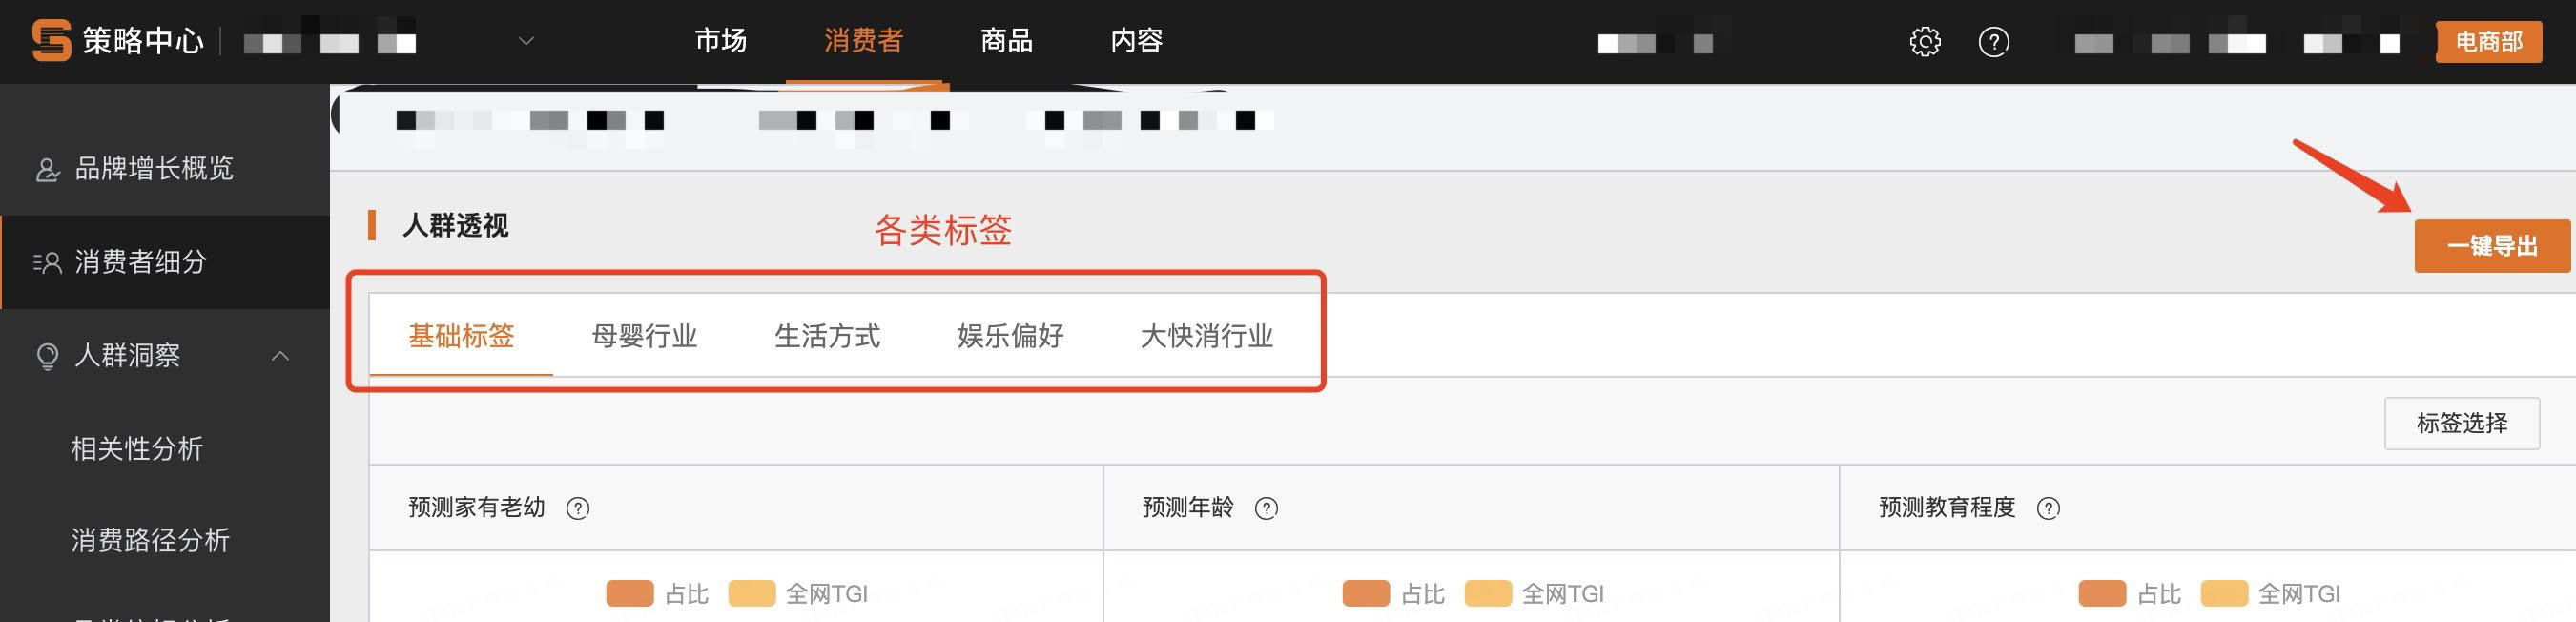 策略中心
市场 消费者 商品 内容
电商部
品牌增长概览
消费者细分
人群洞察
相关性分析
消费路径分析
人群透视
各类标签
一键导出
基础标签 母婴行业 生活方式 娱乐偏好 大快消行业
标签选择
预测家有老幼 预测年龄 预测教育程度
占比 全网TGI 占比 全网TGI 占比 全网TGI